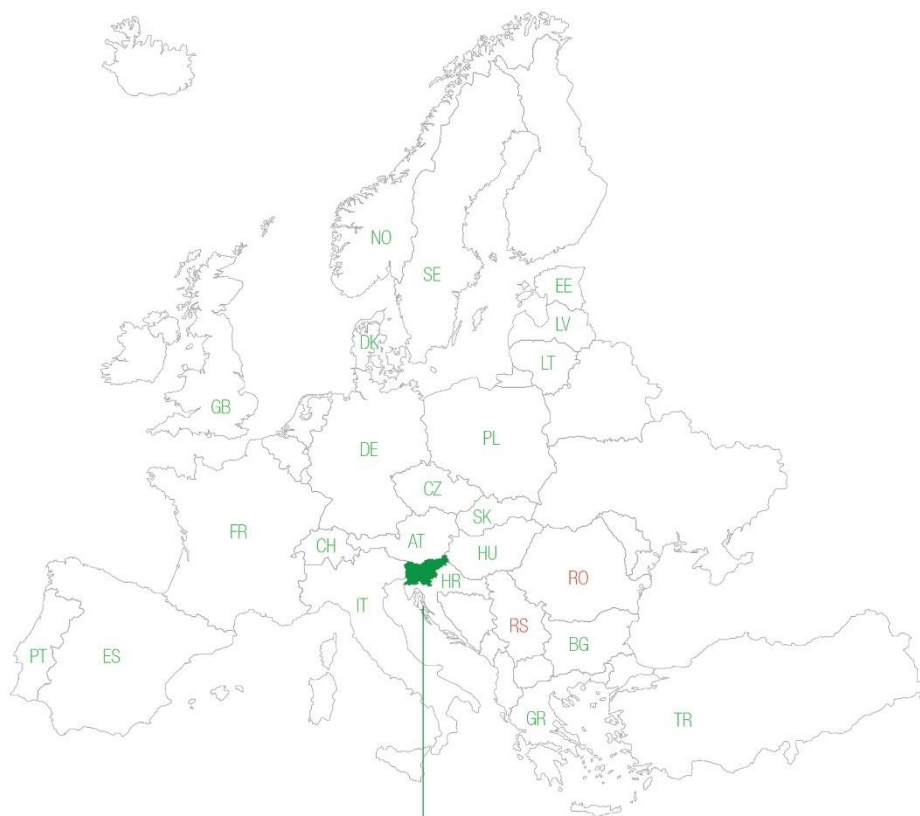 NO
SE
EE
LV
DK
LT
GB
PL
DE
CZ
SK
FR
CH
AT
HU
HR
RO
IT
RS
BG
PT
ES
GR
TR